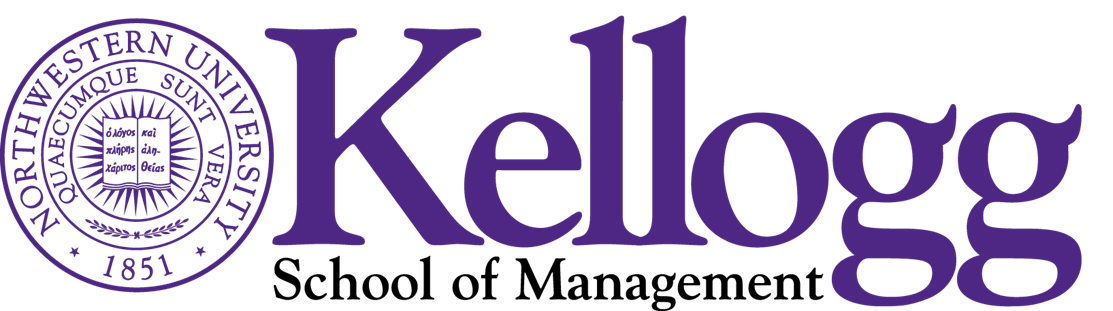 NORTHWESTERN UNIVERSITY
QUAECUMQUE SUNT VERA
ὁ λόγος καὶ
πλήρης ἀλη-
χάριτος θείας
1851
Kellogg
School of Management